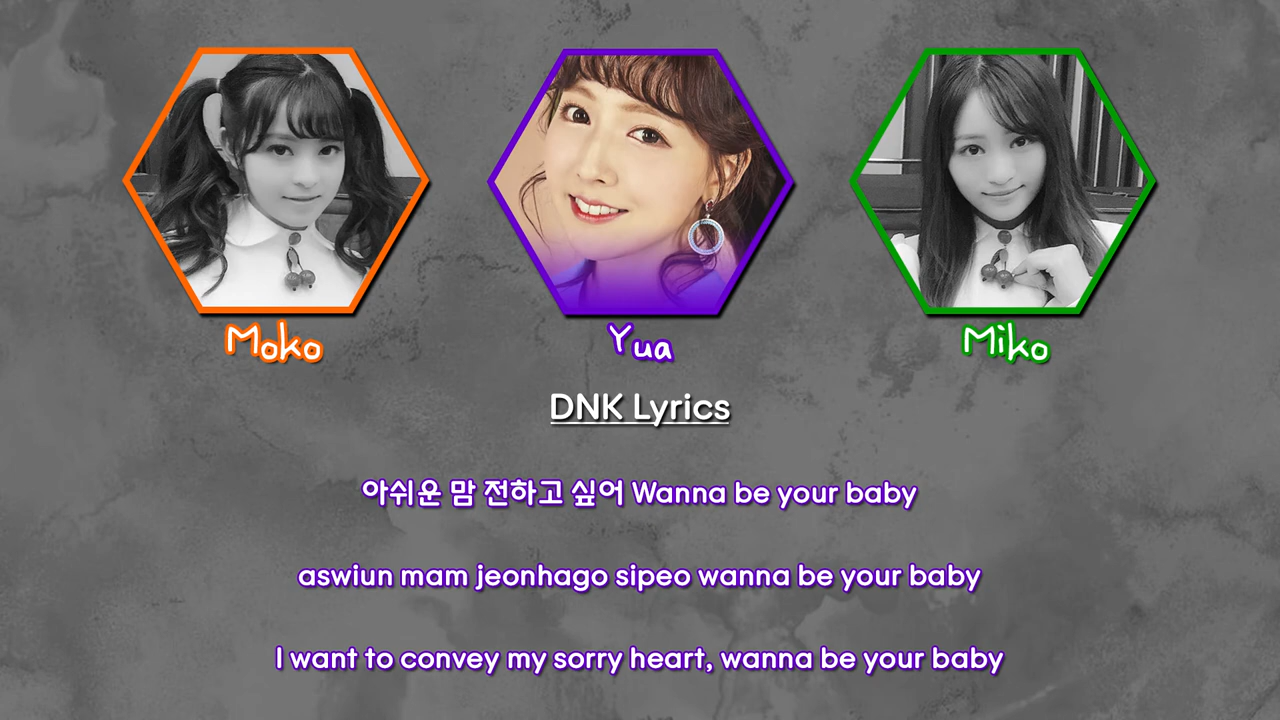 Moko Yua Miko
DNK Lyrics
아쉬운 맘 전하고 싶어 Wanna be your baby
aswiun mam jeonhago sipeo wanna be your baby
I want to convey my sorry heart, wanna be your baby